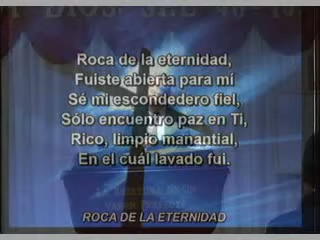 Roca de la eternidad,
Fuiste abierta para mí
Sé mi escondedero fiel,
Sólo encuentro paz en Ti,
Rico, limpio manantial,
En el cuál lavado fui.
ROCA DE LA ETERNIDAD